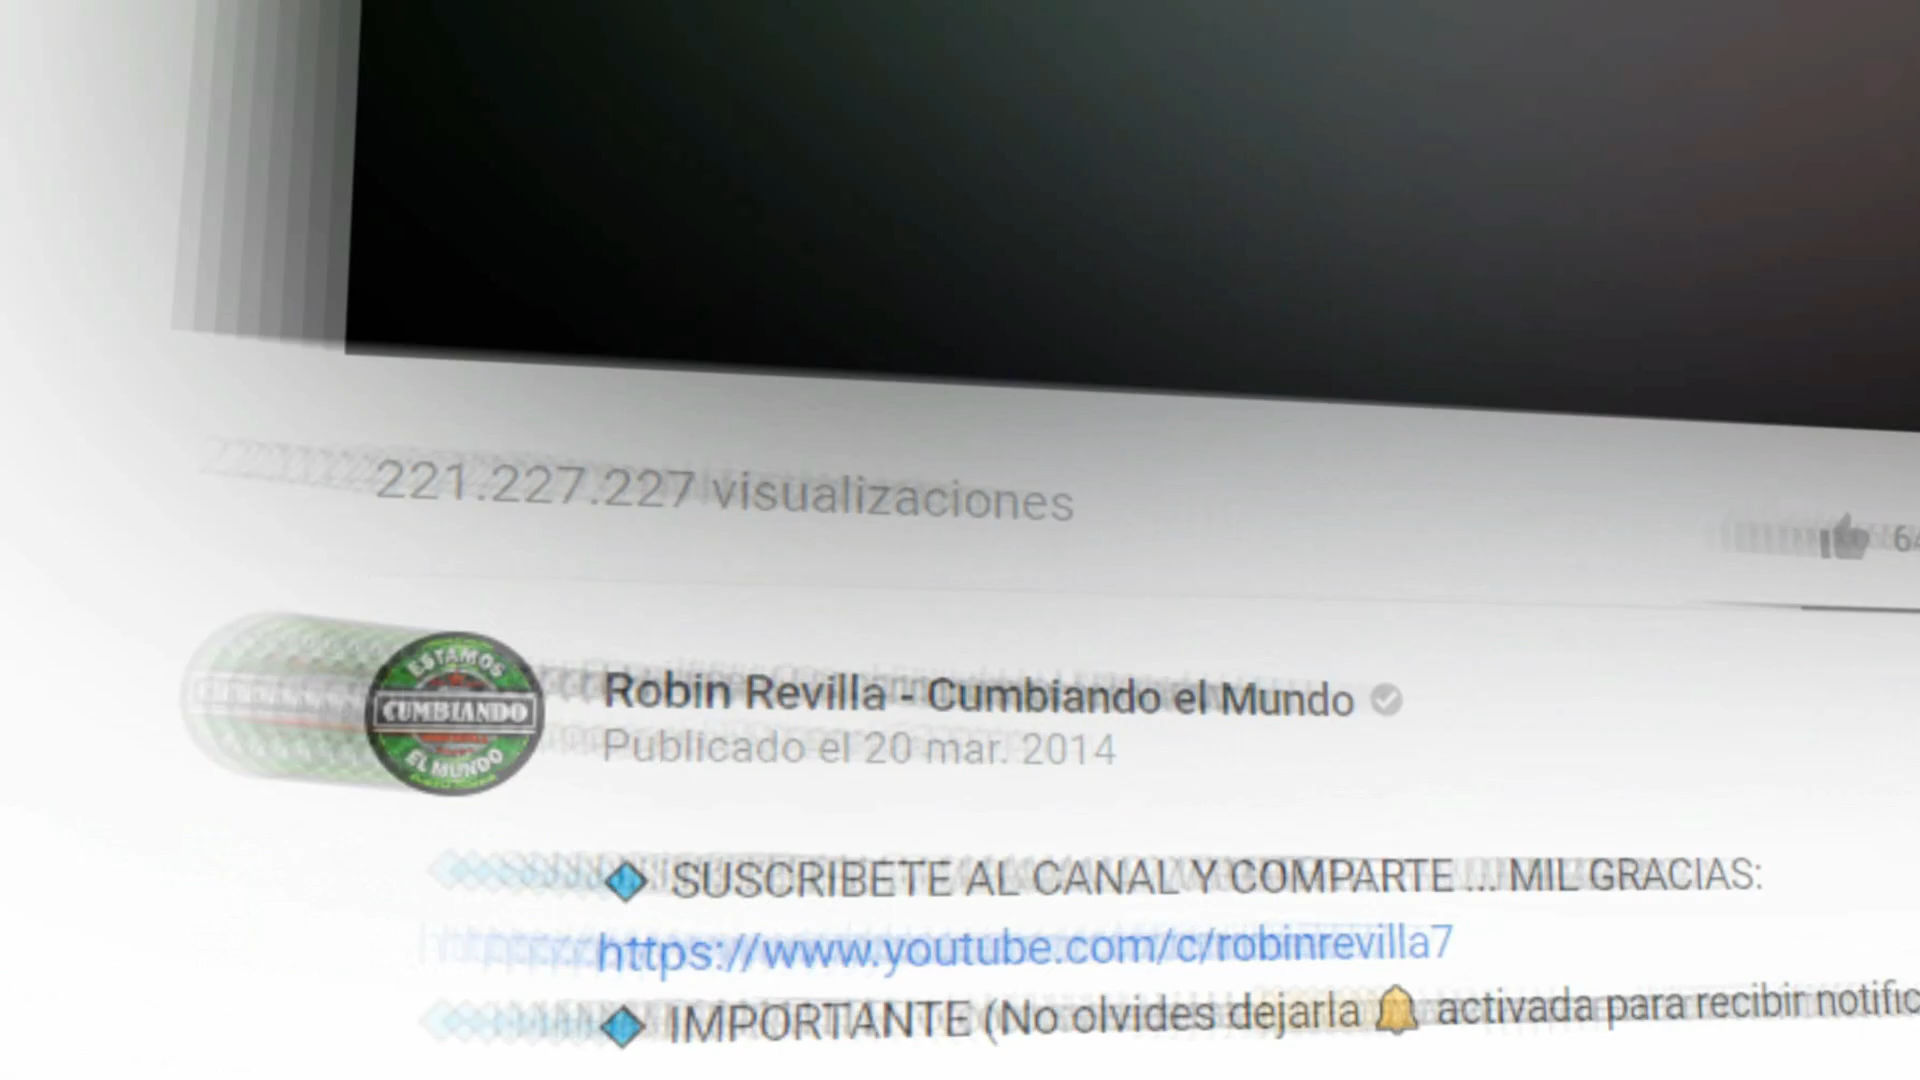 221.227.227 visualizaciones
64
ESTAMOS
CUMBIANDO
EL MUNDO
Robin Revilla - Cumbiando el Mundo
Publicado el 20 mar. 2014
SUSCRIBETE AL CANAL Y COMPARTE ... MIL GRACIAS:
https://www.youtube.com/c/robinrevilla7
IMPORTANTE (No olvides dejarla 🔔 activada para recibir notific